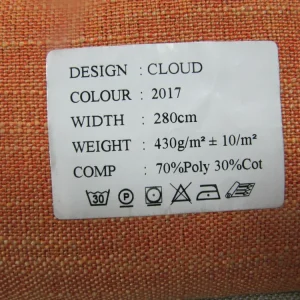 DESIGN : CLOUD
COLOUR : 2017
WIDTH : 280cm
WEIGHT : 430g/m² ± 10/m²
COMP : 70%Poly 30%Cot
30 P